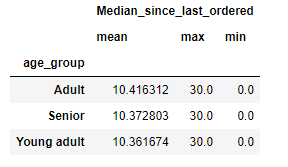 Median_since_last_ordered
mean max min
age_group
Adult 10.416312 30.0 0.0
Senior 10.372803 30.0 0.0
Young adult 10.361674 30.0 0.0